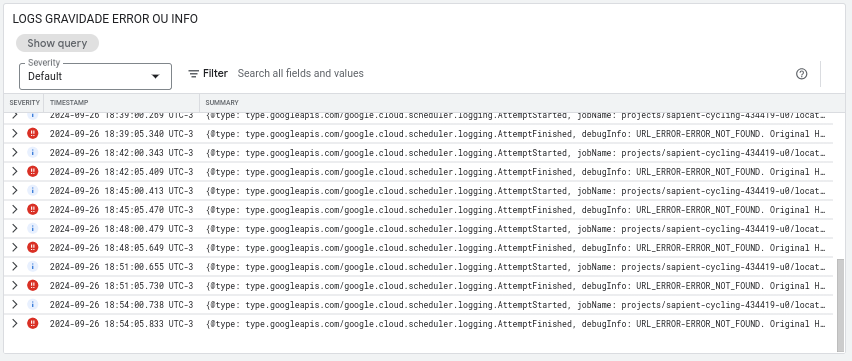 LOGS GRAVIDADE ERROR OU INFO
Show query
Severity
Default
Filter Search all fields and values
SEVERITY TIMESTAMP SUMMARY
2024-09-26 18:39:00.269 UTC-3 {@type: type.googleapis.com/google.cloud.scheduler.logging.AttemptStarted, jobName: projects/sapient-cycling-434419-u0/locat…
2024-09-26 18:39:05.340 UTC-3 {@type: type.googleapis.com/google.cloud.scheduler.logging.AttemptFinished, debugInfo: URL_ERROR-ERROR_NOT_FOUND. Original H…
2024-09-26 18:42:00.343 UTC-3 {@type: type.googleapis.com/google.cloud.scheduler.logging.AttemptStarted, jobName: projects/sapient-cycling-434419-u0/locat…
2024-09-26 18:42:05.409 UTC-3 {@type: type.googleapis.com/google.cloud.scheduler.logging.AttemptFinished, debugInfo: URL_ERROR-ERROR_NOT_FOUND. Original H…
2024-09-26 18:45:00.413 UTC-3 {@type: type.googleapis.com/google.cloud.scheduler.logging.AttemptStarted, jobName: projects/sapient-cycling-434419-u0/locat…
2024-09-26 18:45:05.470 UTC-3 {@type: type.googleapis.com/google.cloud.scheduler.logging.AttemptFinished, debugInfo: URL_ERROR-ERROR_NOT_FOUND. Original H…
2024-09-26 18:48:00.479 UTC-3 {@type: type.googleapis.com/google.cloud.scheduler.logging.AttemptStarted, jobName: projects/sapient-cycling-434419-u0/locat…
2024-09-26 18:48:05.649 UTC-3 {@type: type.googleapis.com/google.cloud.scheduler.logging.AttemptFinished, debugInfo: URL_ERROR-ERROR_NOT_FOUND. Original H…
2024-09-26 18:51:00.655 UTC-3 {@type: type.googleapis.com/google.cloud.scheduler.logging.AttemptStarted, jobName: projects/sapient-cycling-434419-u0/locat…
2024-09-26 18:51:05.730 UTC-3 {@type: type.googleapis.com/google.cloud.scheduler.logging.AttemptFinished, debugInfo: URL_ERROR-ERROR_NOT_FOUND. Original H…
2024-09-26 18:54:00.738 UTC-3 {@type: type.googleapis.com/google.cloud.scheduler.logging.AttemptStarted, jobName: projects/sapient-cycling-434419-u0/locat…
2024-09-26 18:54:05.833 UTC-3 {@type: type.googleapis.com/google.cloud.scheduler.logging.AttemptFinished, debugInfo: URL_ERROR-ERROR_NOT_FOUND. Original H…